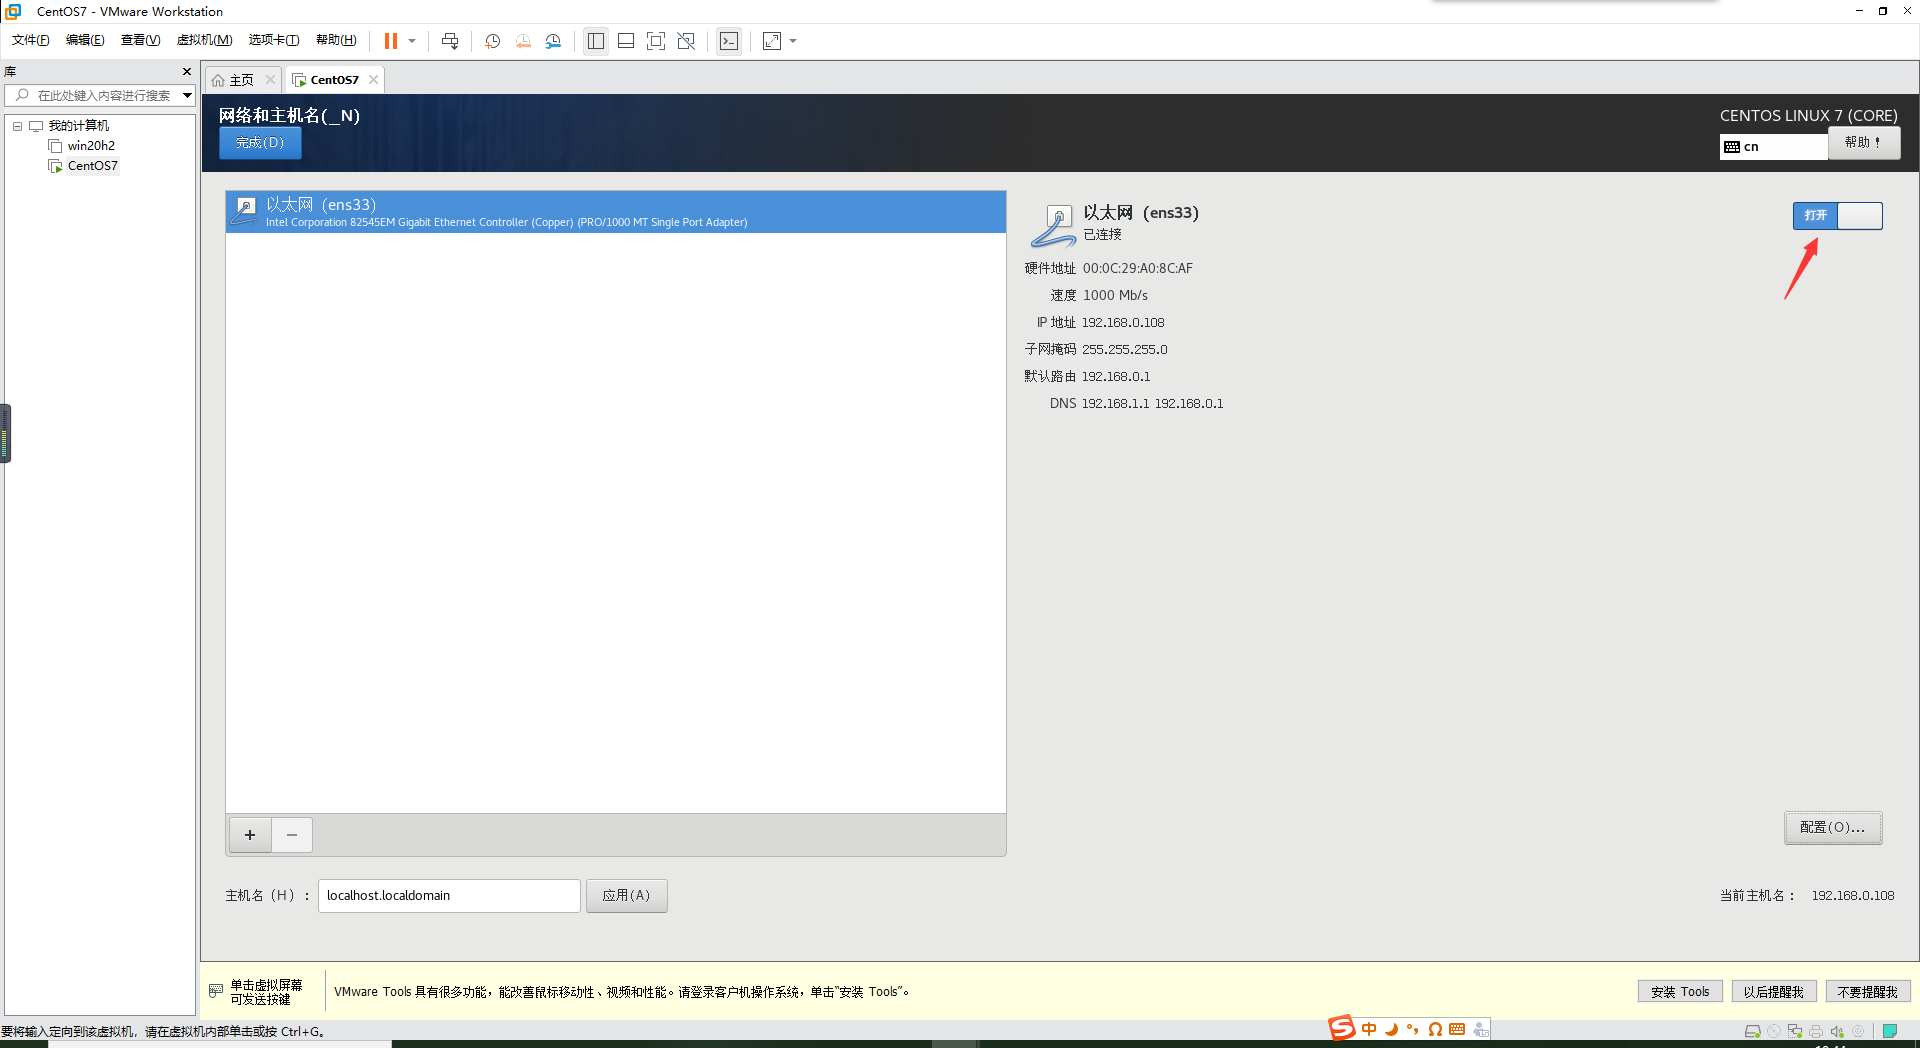 CentOS7 - VMware Workstation
文件(F) 编辑(E) 查看(V) 虚拟机(M) 选项卡(T) 帮助(H)
库
在此处键入内容进行搜索
我的计算机
win20h2
CentOS7
主页
CentOS7
网络和主机名(_N)
完成(D)
CENTOS LINUX 7 (CORE)
cn
帮助！
以太网（ens33）
Intel Corporation 82545EM Gigabit Ethernet Controller (Copper) (PRO/1000 MT Single Port Adapter)
以太网（ens33）
已连接
打开
硬件地址 00:0C:29:A0:8C:AF
速度 1000 Mb/s
IP 地址 192.168.0.108
子网掩码 255.255.255.0
默认路由 192.168.0.1
DNS 192.168.1.1 192.168.0.1
+ −
配置(O)...
主机名（H）： localhost.localdomain 应用(A)
当前主机名： 192.168.0.108
单击虚拟屏幕
可发送按键
VMware Tools 具有很多功能，能改善鼠标移动性、视频和性能。请登录客户机操作系统，单击“安装 Tools”。
安装 Tools 以后提醒我 不要提醒我
要将输入定向到该虚拟机，请在虚拟机内部单击或按 Ctrl+G。
中